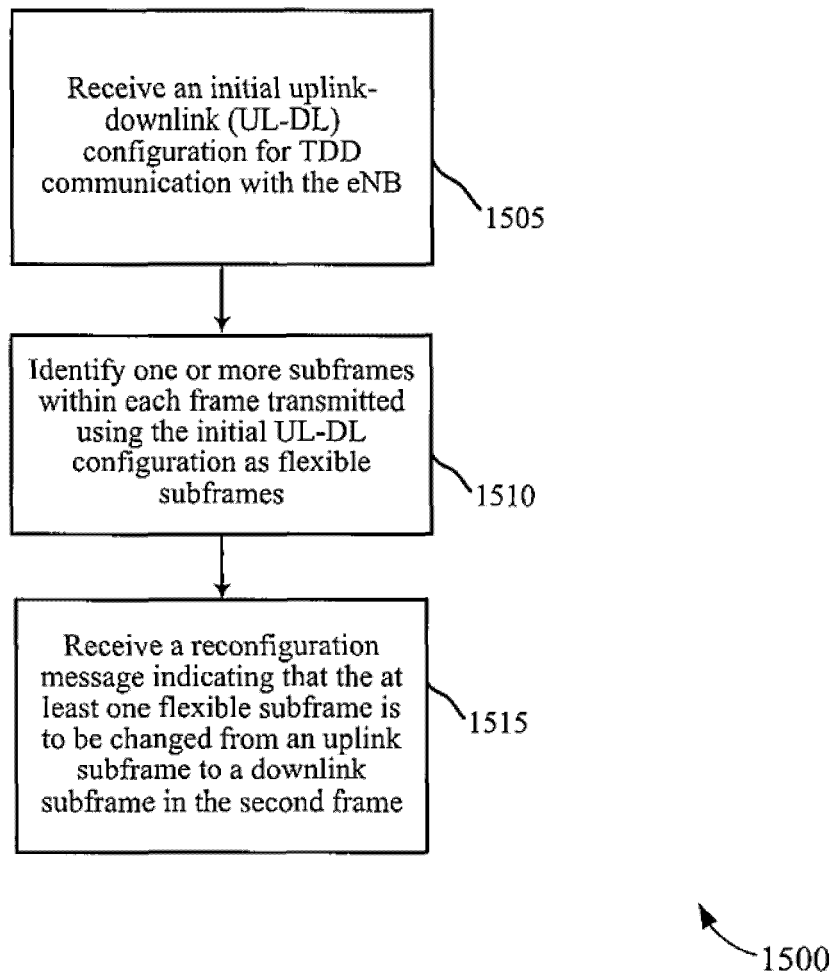 Receive an initial uplink-
downlink (UL-DL)
configuration for TDD
communication with the eNB
1505
Identify one or more subframes
within each frame transmitted
using the initial UL-DL
configuration as flexible
subframes
1510
Receive a reconfiguration
message indicating that the at
least one flexible subframe is
to be changed from an uplink
subframe to a downlink
subframe in the second frame
1515
1500